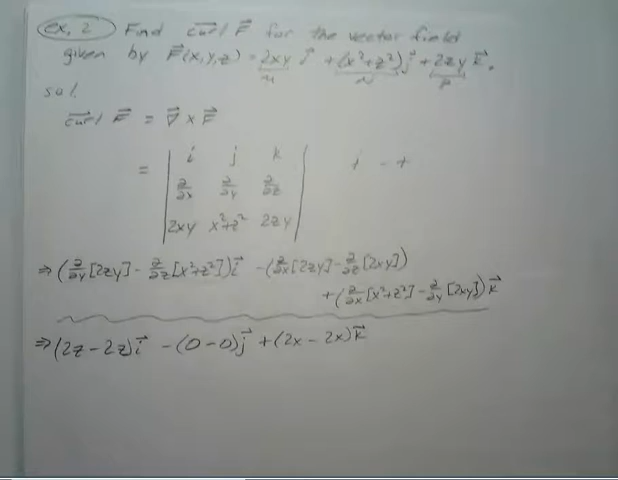 ex. 2 Find curl F⃗ for the vector field
given by F⃗(x,y,z) = 2xy i⃗ + (x²+z²)j⃗ + 2zy k⃗.
M N P
sol.
curl F⃗ = ∇⃗ × F⃗
= | i j k | + - +
∂/∂x ∂/∂y ∂/∂z
2xy x²+z² 2zy
⇒ (∂/∂y[2zy] - ∂/∂z[x²+z²])i⃗ - (∂/∂x[2zy] - ∂/∂z[2xy])
+ (∂/∂x[x²+z²] - ∂/∂y[2xy])k⃗
⇒ (2z - 2z)i⃗ - (0 - 0)j⃗ + (2x - 2x)k⃗